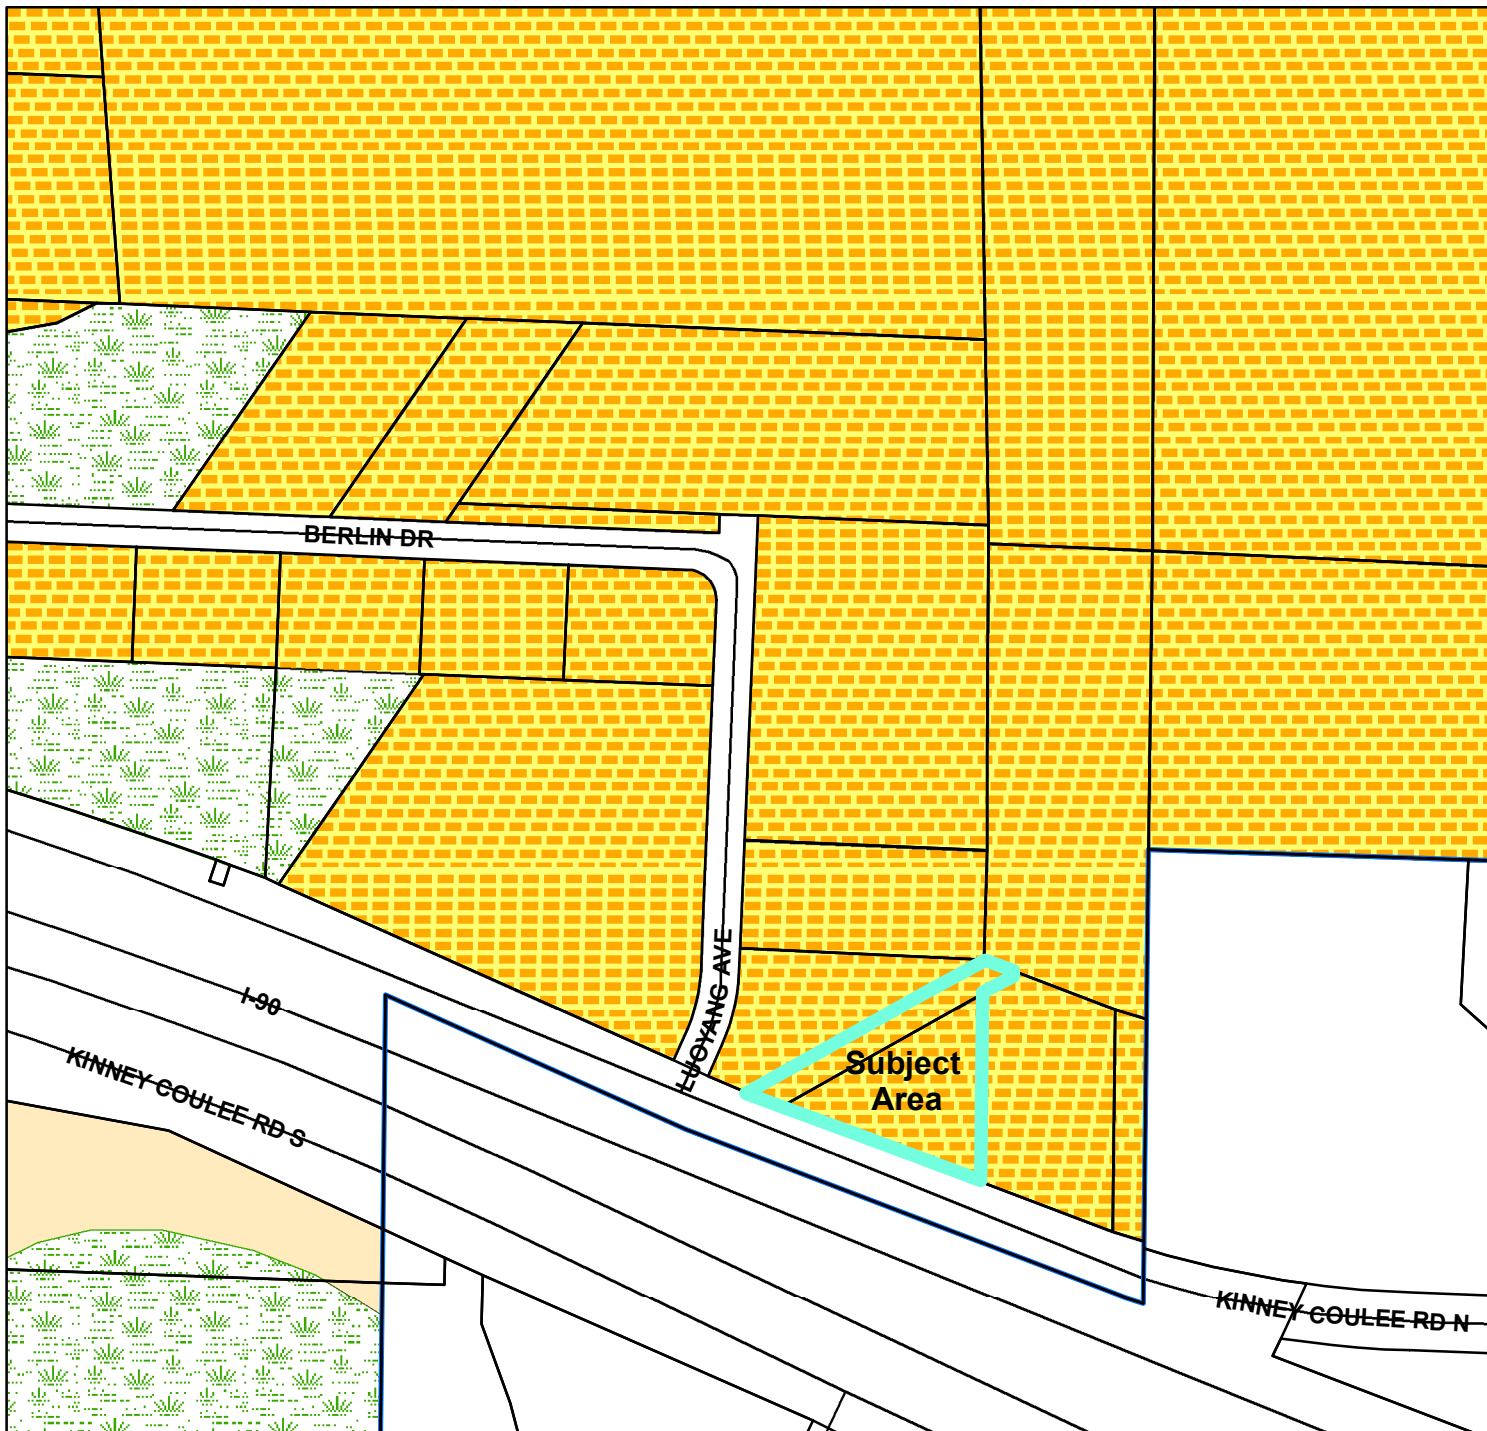 BERLIN DR
LUOYANG AVE
I-90
KINNEY COULEE RD S
Subject
Area
KINNEY COULEE RD N